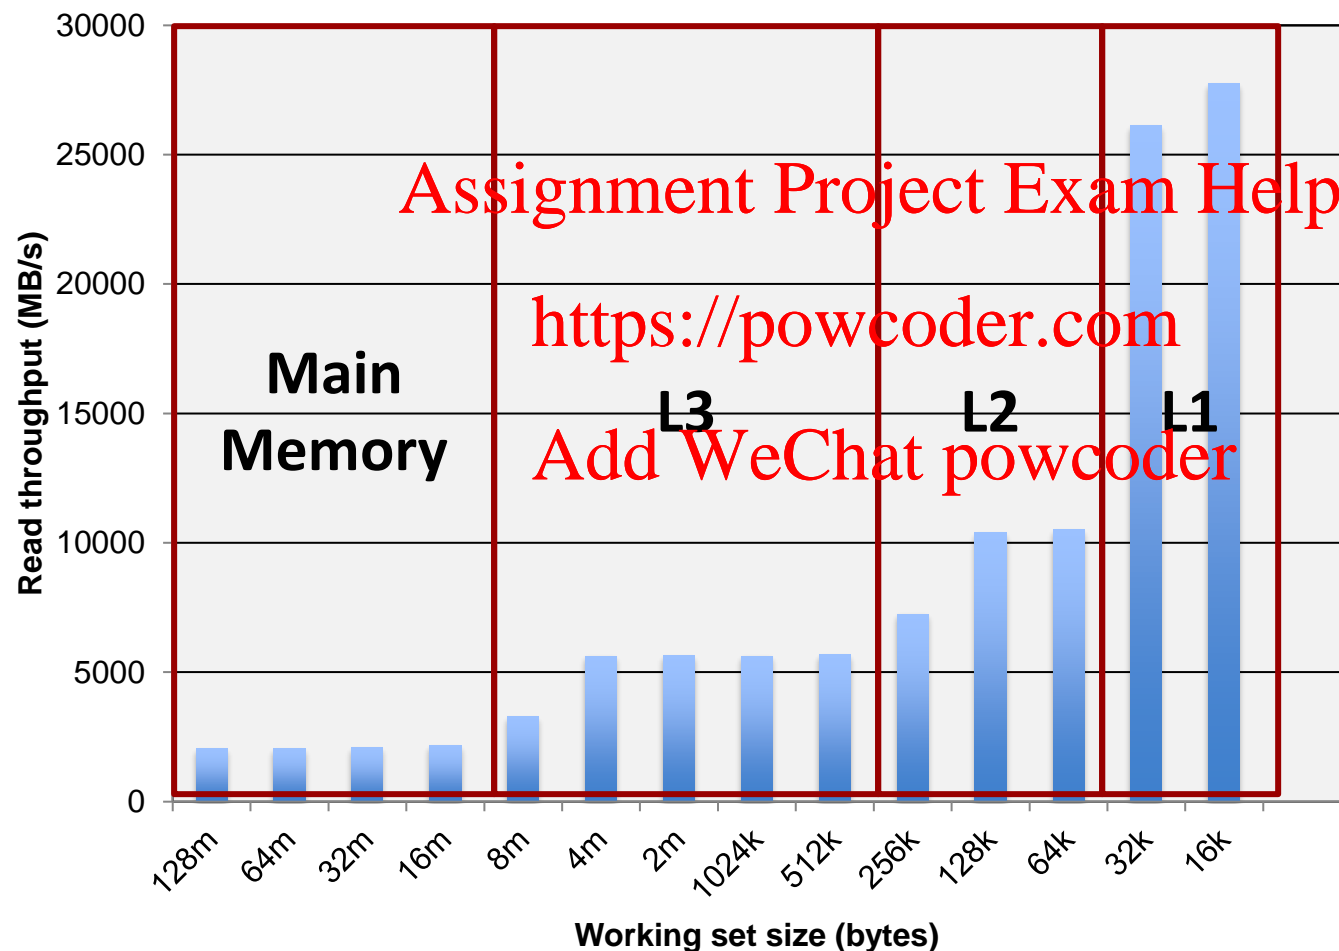 30000
25000
20000
15000
10000
5000
0
Read throughput (MB/s)
Assignment Project Exam Help
https://powcoder.com
Add WeChat powcoder
Main
Memory
L3
L2
L1
128m
64m
32m
16m
8m
4m
2m
1024k
512k
256k
128k
64k
32k
16k
Working set size (bytes)